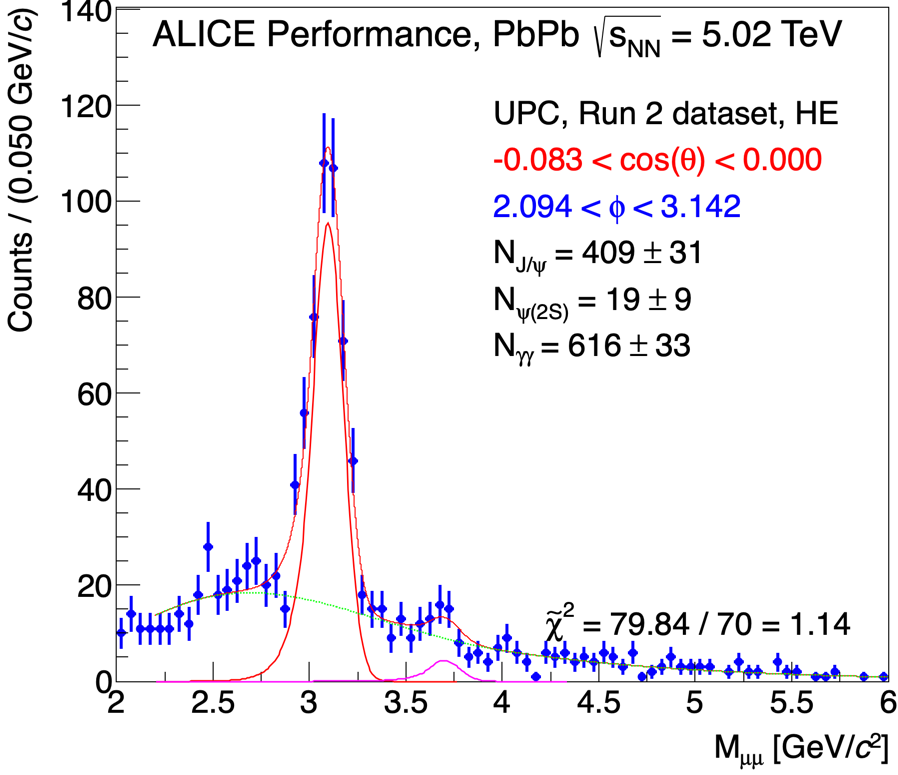 ALICE Performance, PbPb √sNN = 5.02 TeV
UPC, Run 2 dataset, HE
-0.083 < cos(θ) < 0.000
2.094 < ϕ < 3.142
NJ/ψ = 409 ± 31
Nψ(2S) = 19 ± 9
Nγγ = 616 ± 33
χ̃² = 79.84 / 70 = 1.14
Counts / (0.050 GeV/c)
140
120
100
80
60
40
20
0
2 2.5 3 3.5 4 4.5 5 5.5 6
Mμμ [GeV/c²]